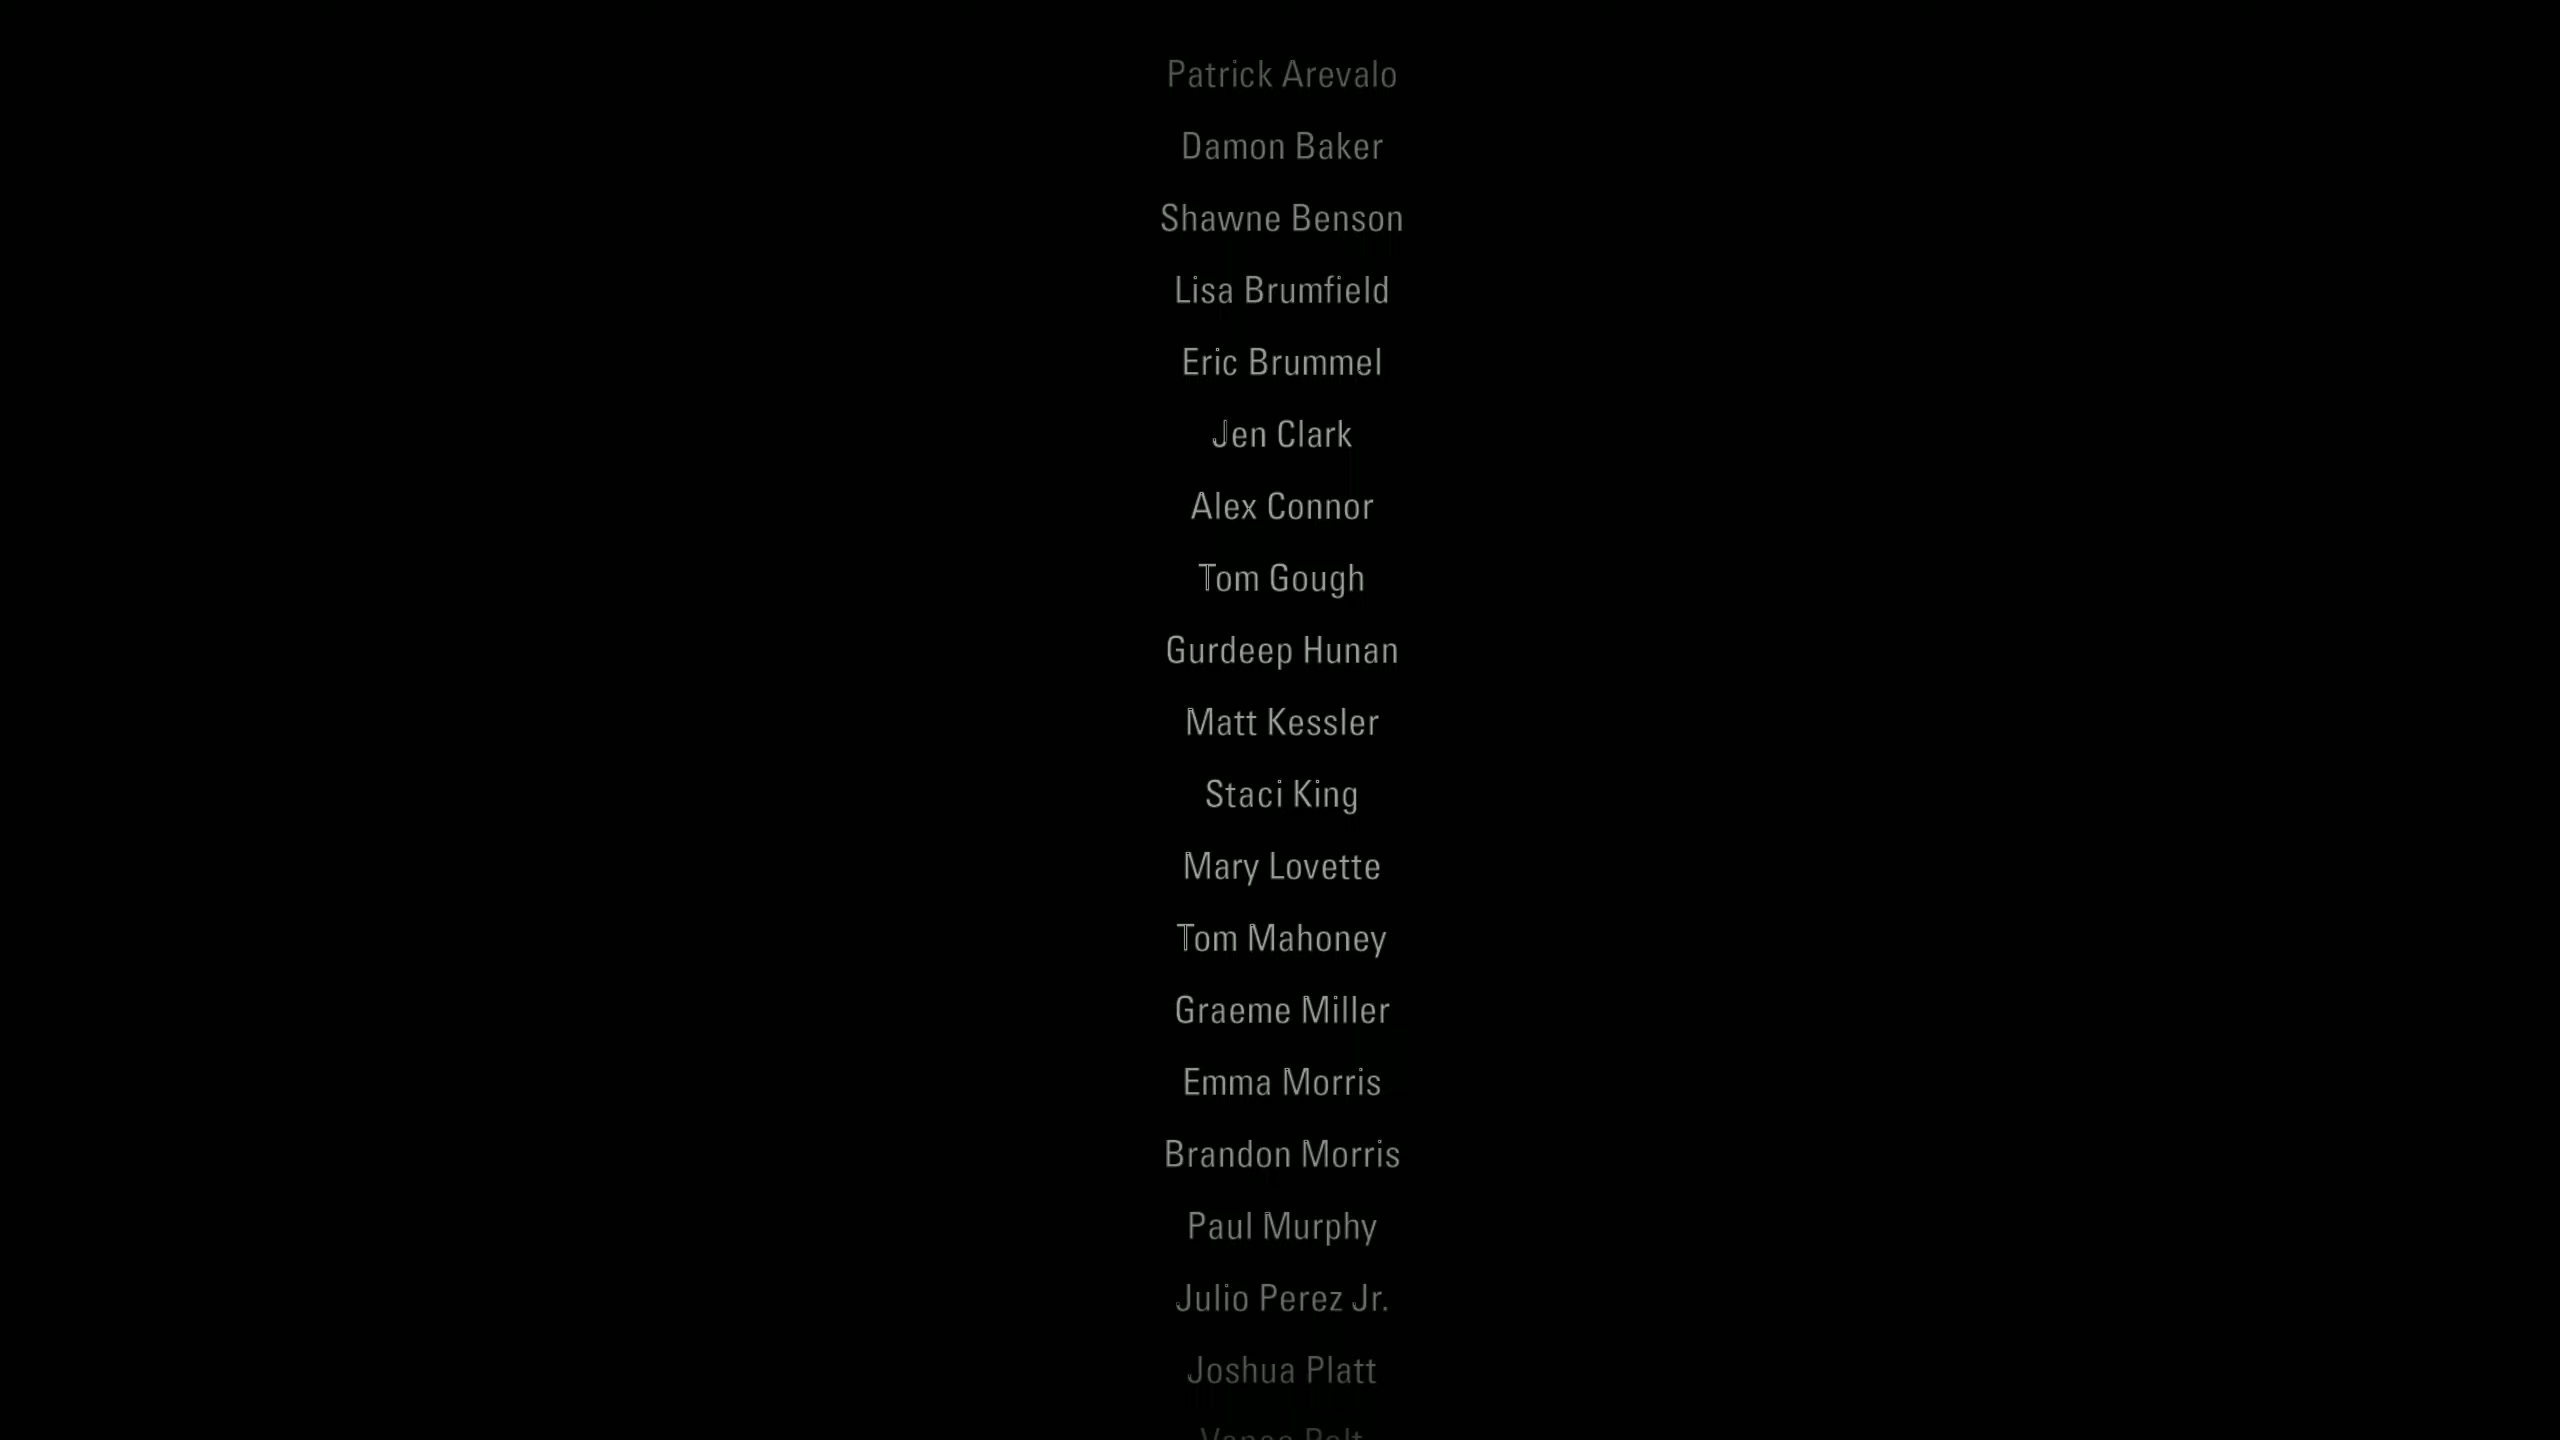 Patrick Arevalo
Damon Baker
Shawne Benson
Lisa Brumfield
Eric Brummel
Jen Clark
Alex Connor
Tom Gough
Gurdeep Hunan
Matt Kessler
Staci King
Mary Lovette
Tom Mahoney
Graeme Miller
Emma Morris
Brandon Morris
Paul Murphy
Julio Perez Jr.
Joshua Platt